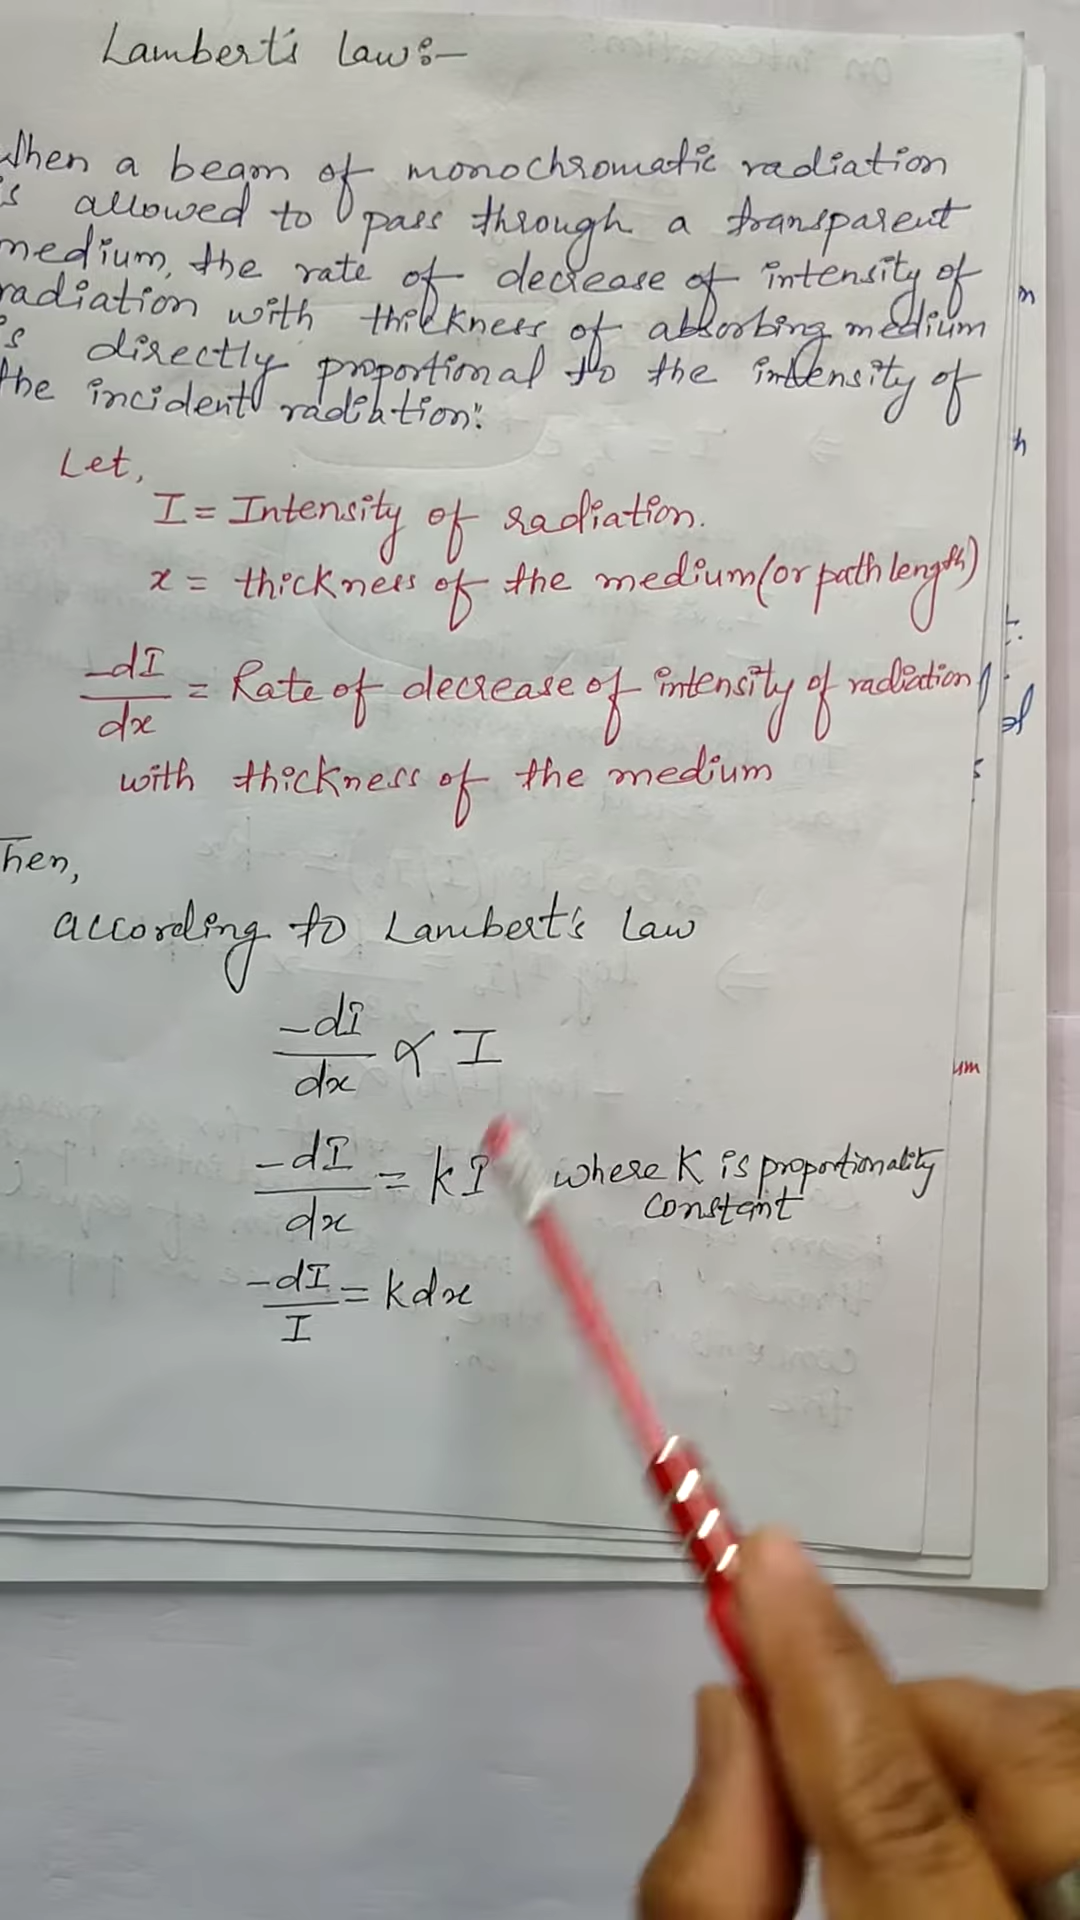 Lambert's Law:-
When a beam of monochromatic radiation
is allowed to pass through a transparent
medium, the rate of decrease of intensity of
radiation with thickness of absorbing medium
is directly proportional to the intensity of
the incident radiation."
Let,
I = Intensity of radiation.
x = thickness of the medium (or path length)
-dI/dx = Rate of decrease of intensity of radiation
with thickness of the medium
Then,
according to Lambert's Law
-dI/dx ∝ I
-dI/dx = kI where K is proportionality
constant
-dI/I = kdx
um